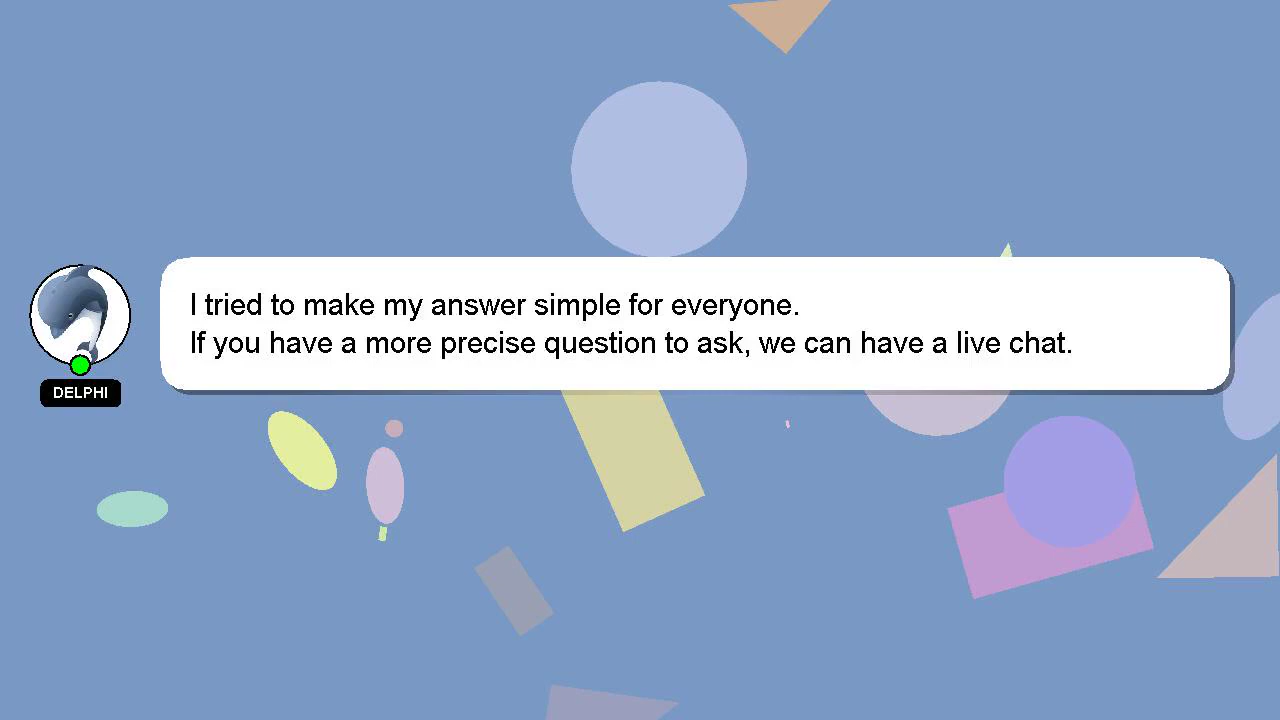 I tried to make my answer simple for everyone.
If you have a more precise question to ask, we can have a live chat.
DELPHI